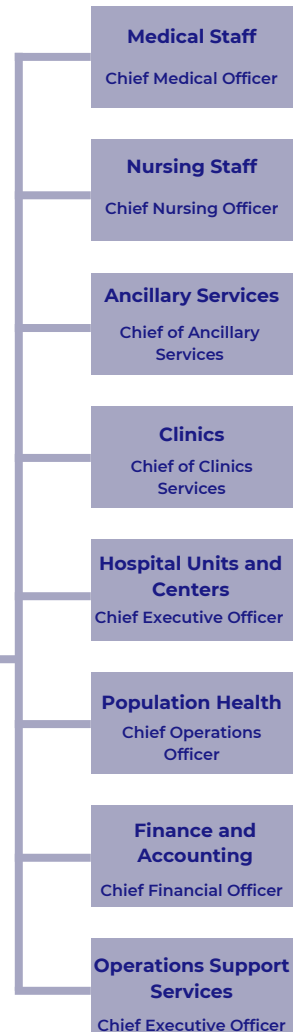 Medical Staff
Chief Medical Officer
Nursing Staff
Chief Nursing Officer
Ancillary Services
Chief of Ancillary
Services
Clinics
Chief of Clinics
Services
Hospital Units and
Centers
Chief Executive Officer
Population Health
Chief Operations
Officer
Finance and
Accounting
Chief Financial Officer
Operations Support
Services
Chief Executive Officer